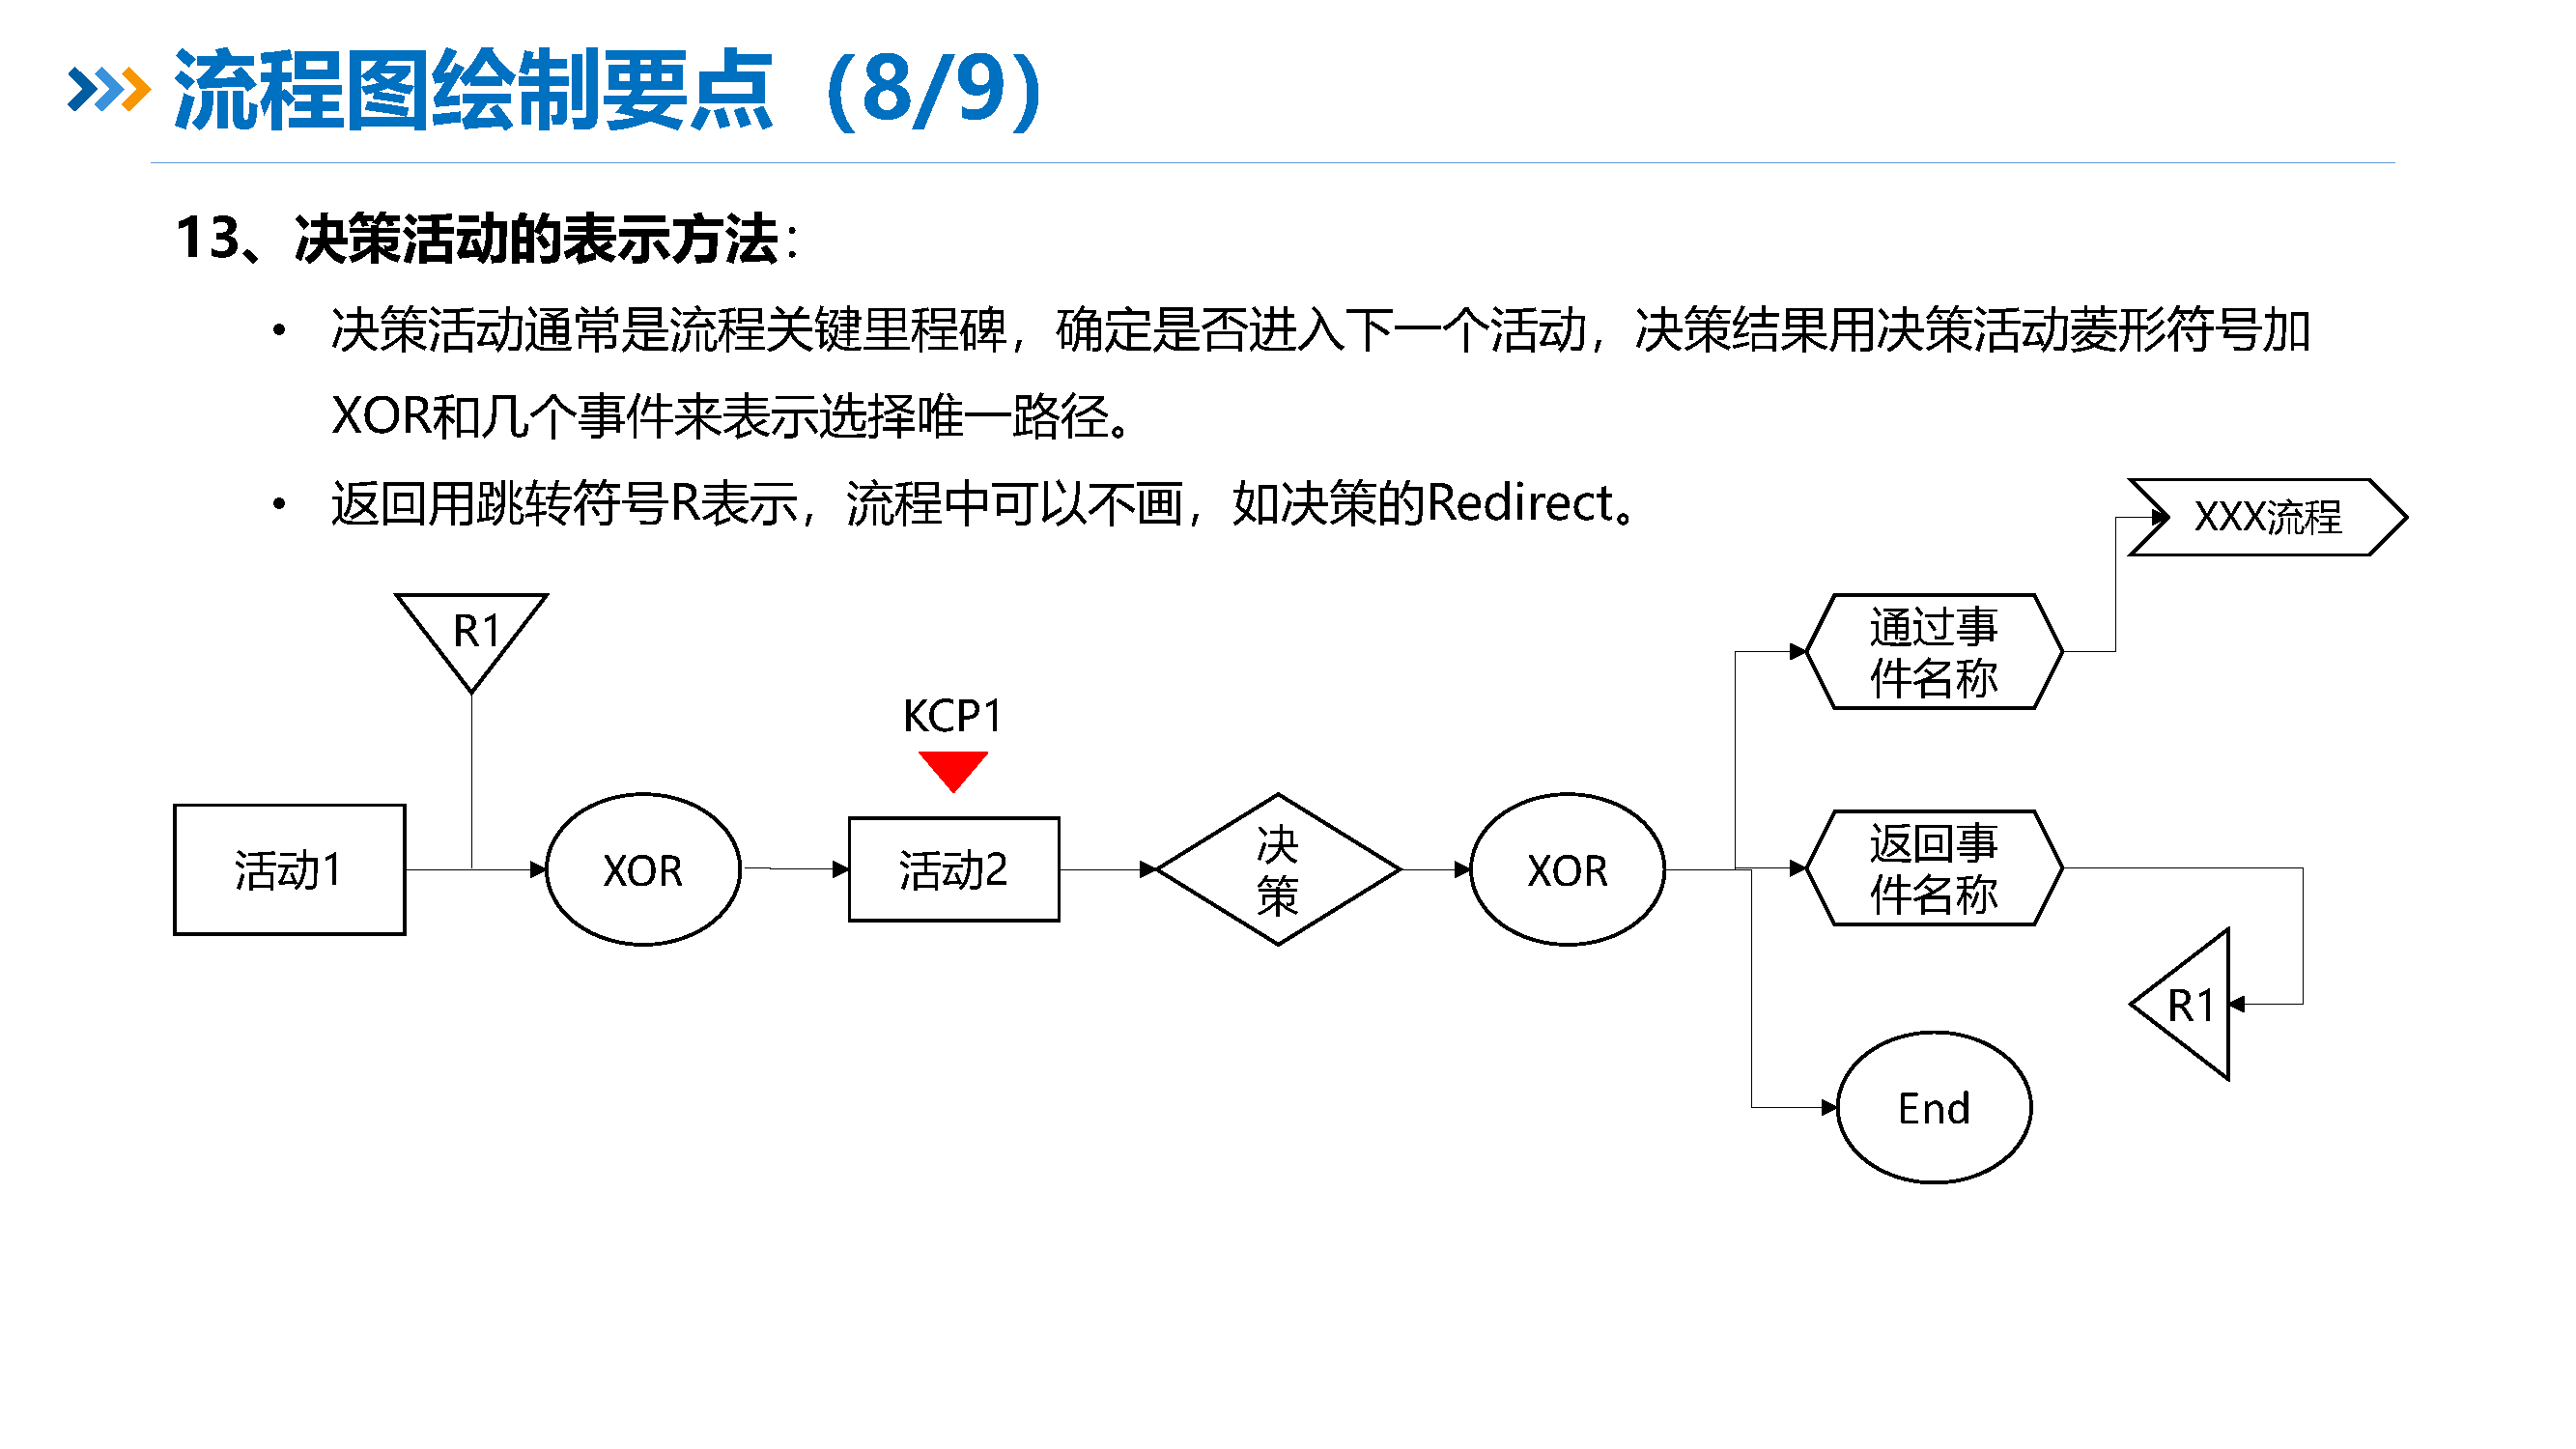 流程图绘制要点（8/9）
13、决策活动的表示方法：
• 决策活动通常是流程关键里程碑，确定是否进入下一个活动，决策结果用决策活动菱形符号加
XOR和几个事件来表示选择唯一路径。
• 返回用跳转符号R表示，流程中可以不画，如决策的Redirect。
XXX流程
R1
通过事
件名称
KCP1
活动1
XOR
活动2
决
策
XOR
返回事
件名称
R1
End